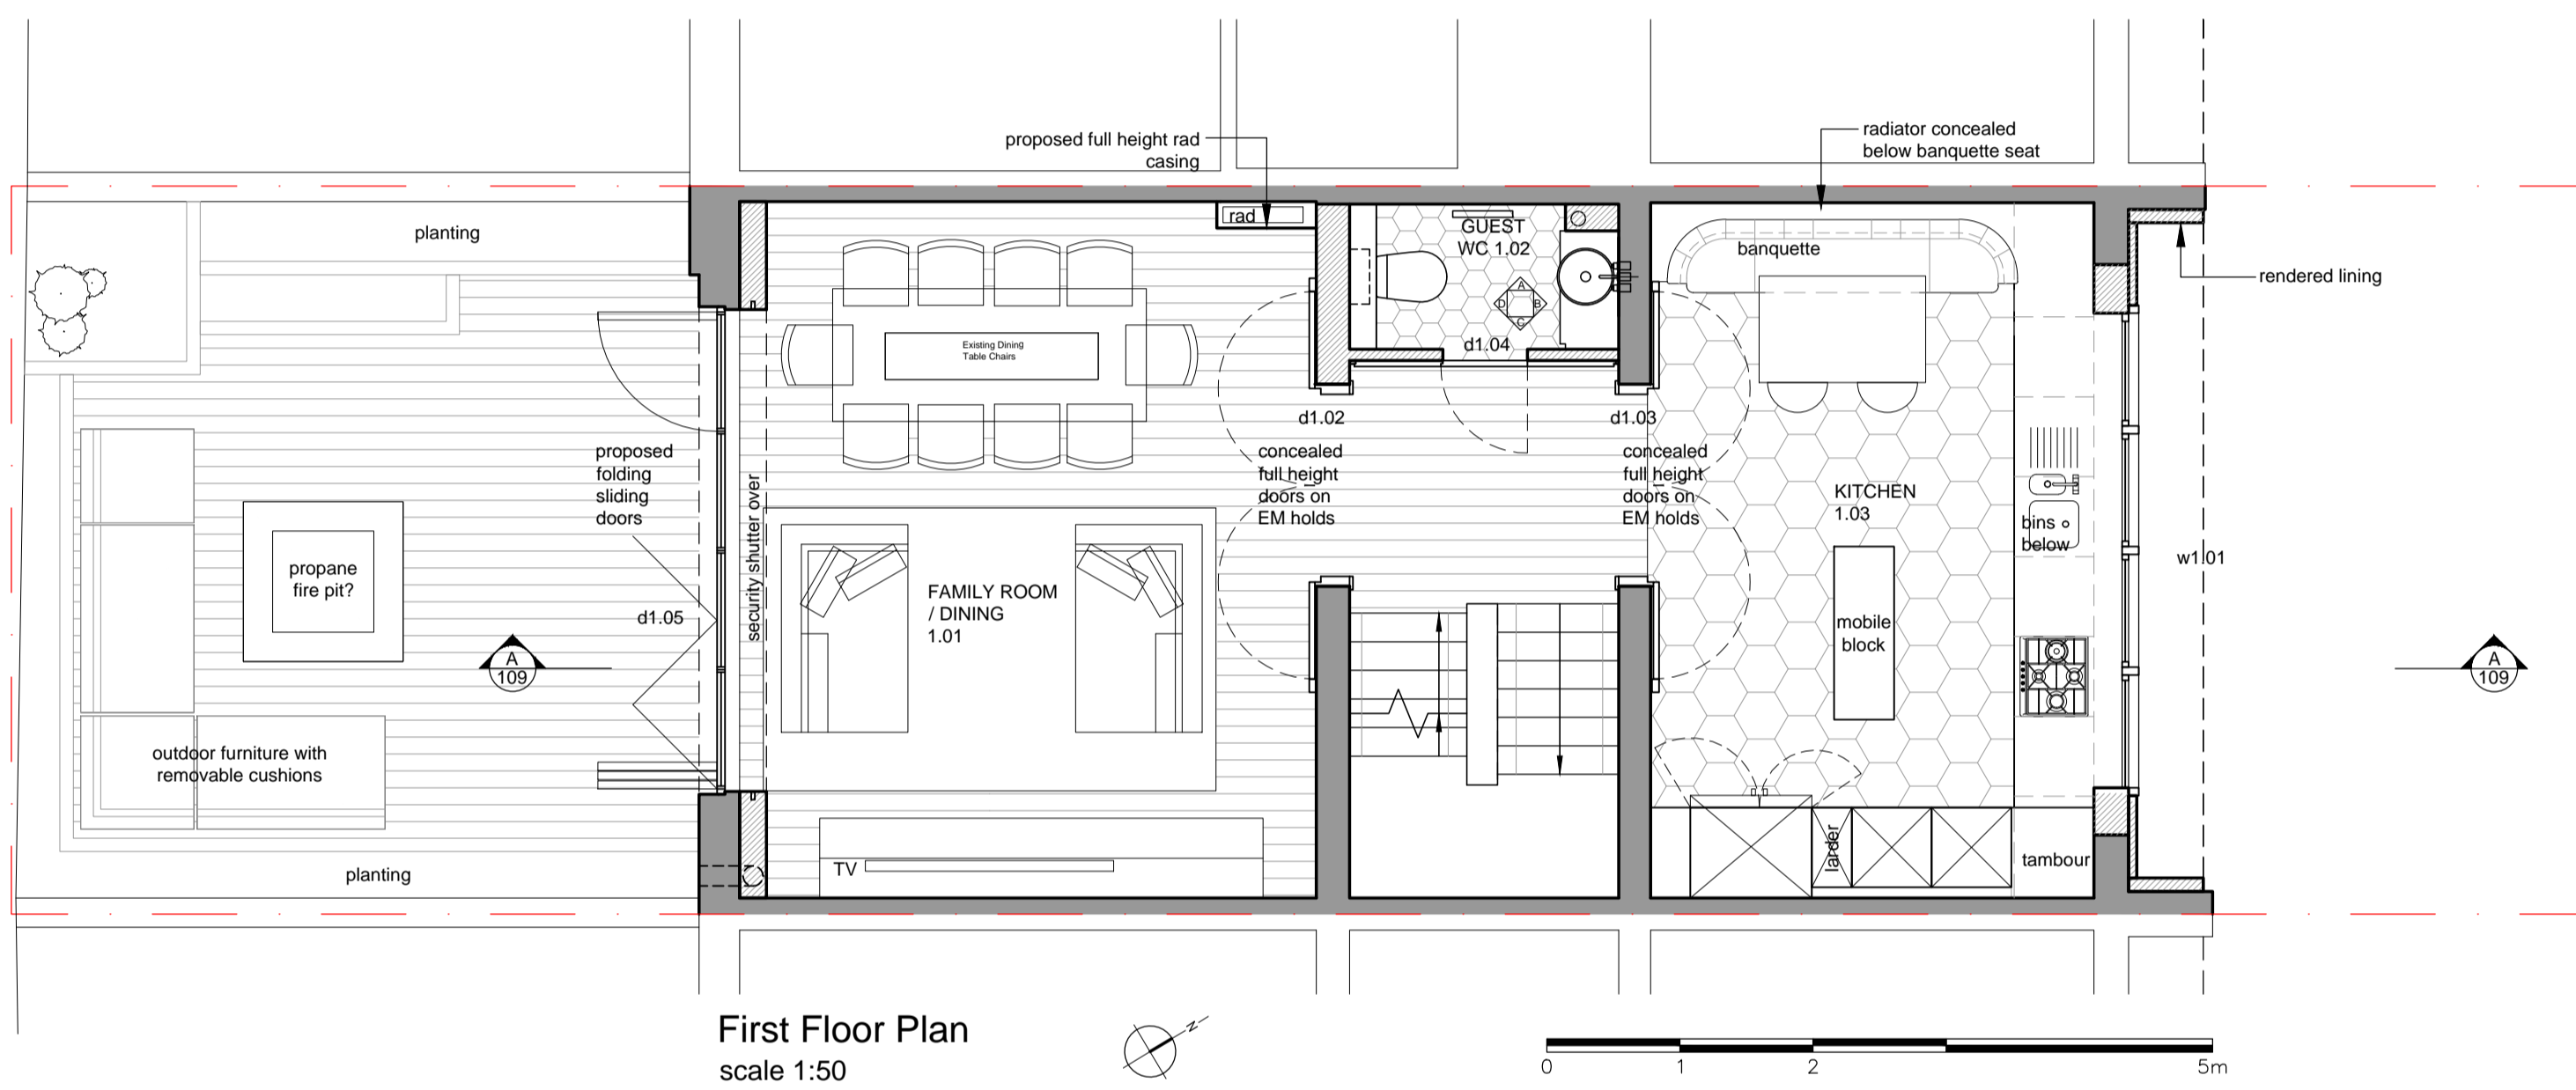 proposed full height rad
casing
radiator concealed
below banquette seat
planting
rad
GUEST
WC 1.02
banquette
rendered lining
A
B
C
D
d1.04
Existing Dining
Table Chairs
d1.02
concealed
full height
doors on
EM holds
d1.03
concealed
full height
doors on
EM holds
proposed
folding
sliding
doors
security shutter over
KITCHEN
1.03
bins
below
w1.01
propane
fire pit?
d1.05
FAMILY ROOM
/ DINING
1.01
mobile
block
A
109
A
109
outdoor furniture with
removable cushions
TV
larder
tambour
planting
First Floor Plan
scale 1:50
N
0 1 2 5m